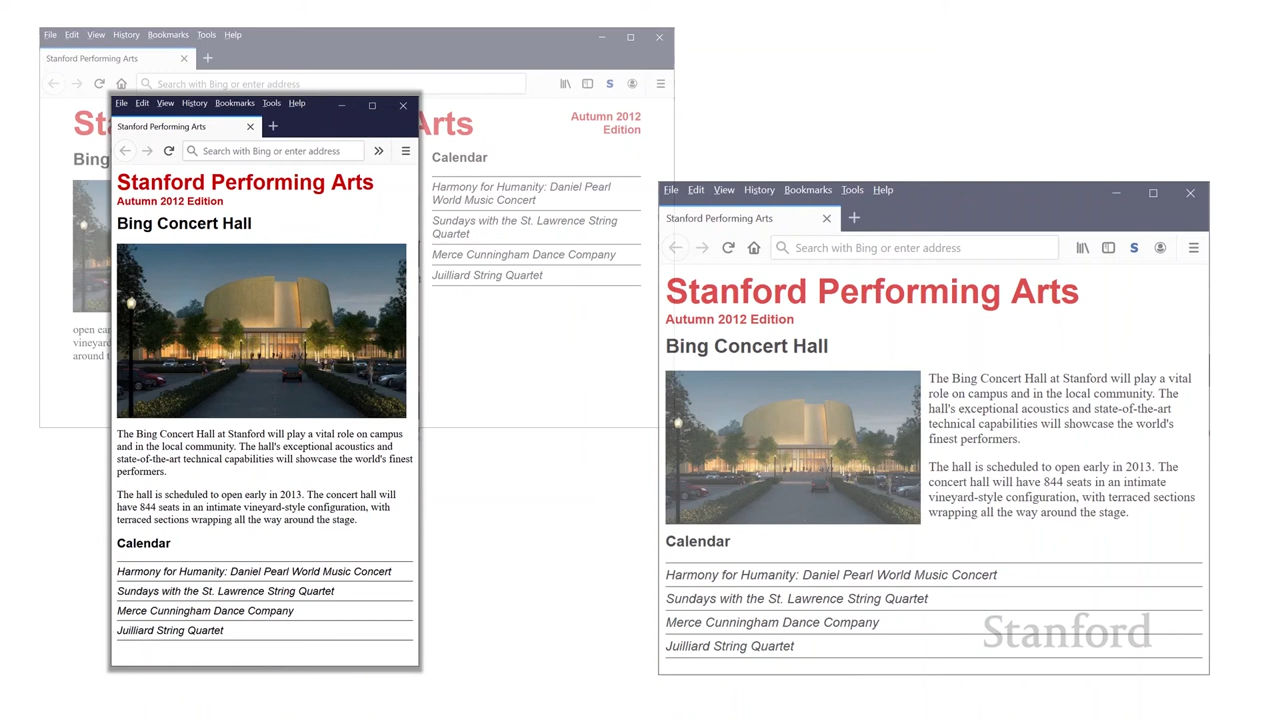 File Edit View History Bookmarks Tools Help
Stanford Performing Arts
Search with Bing or enter address
St
Arts
Autumn 2012
Edition
Bing
Calendar
Harmony for Humanity: Daniel Pearl
World Music Concert
Sundays with the St. Lawrence String
Quartet
Merce Cunningham Dance Company
Juilliard String Quartet
open
vineyar
around
File Edit View History Bookmarks Tools Help
Stanford Performing Arts
Search with Bing or enter address
Stanford Performing Arts
Autumn 2012 Edition
Bing Concert Hall
The Bing Concert Hall at Stanford will play a vital role on campus
and in the local community. The hall's exceptional acoustics and
state-of-the-art technical capabilities will showcase the world's finest
performers.
The hall is scheduled to open early in 2013. The concert hall will
have 844 seats in an intimate vineyard-style configuration, with
terraced sections wrapping all the way around the stage.
Calendar
Harmony for Humanity: Daniel Pearl World Music Concert
Sundays with the St. Lawrence String Quartet
Merce Cunningham Dance Company
Juilliard String Quartet
File Edit View History Bookmarks Tools Help
Stanford Performing Arts
S
Search with Bing or enter address
Stanford Performing Arts
Autumn 2012 Edition
Bing Concert Hall
The Bing Concert Hall at Stanford will play a vital
role on campus and in the local community. The
hall's exceptional acoustics and state-of-the-art
technical capabilities will showcase the world's
finest performers.
The hall is scheduled to open early in 2013. The
concert hall will have 844 seats in an intimate
vineyard-style configuration, with terraced sections
wrapping all the way around the stage.
Calendar
Harmony for Humanity: Daniel Pearl World Music Concert
Sundays with the St. Lawrence String Quartet
Merce Cunningham Dance Company
Juilliard String Quartet
Stanford